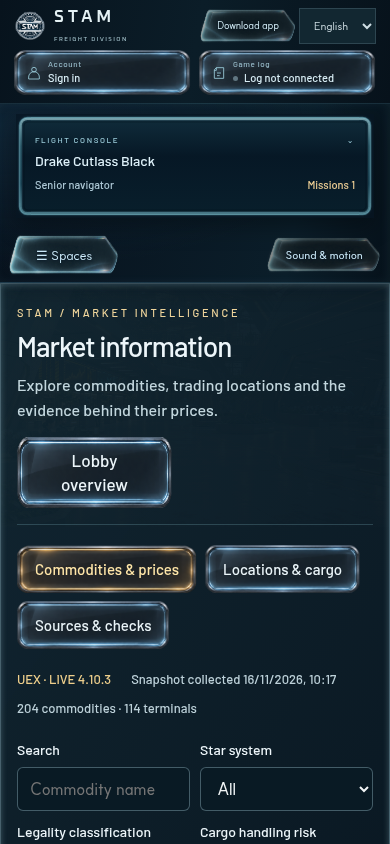 STAM
FREIGHT DIVISION
Download app
English
Account
Sign in
Game log
Log not connected
FLIGHT CONSOLE
Drake Cutlass Black
Senior navigator
Missions 1
☰ Spaces
Sound & motion
STAM / MARKET INTELLIGENCE
Market information
Explore commodities, trading locations and the
evidence behind their prices.
Lobby
overview
Commodities & prices
Locations & cargo
Sources & checks
UEX · LIVE 4.10.3
Snapshot collected 16/11/2026, 10:17
204 commodities · 114 terminals
Search
Star system
Commodity name
All
Legality classification
Cargo handling risk